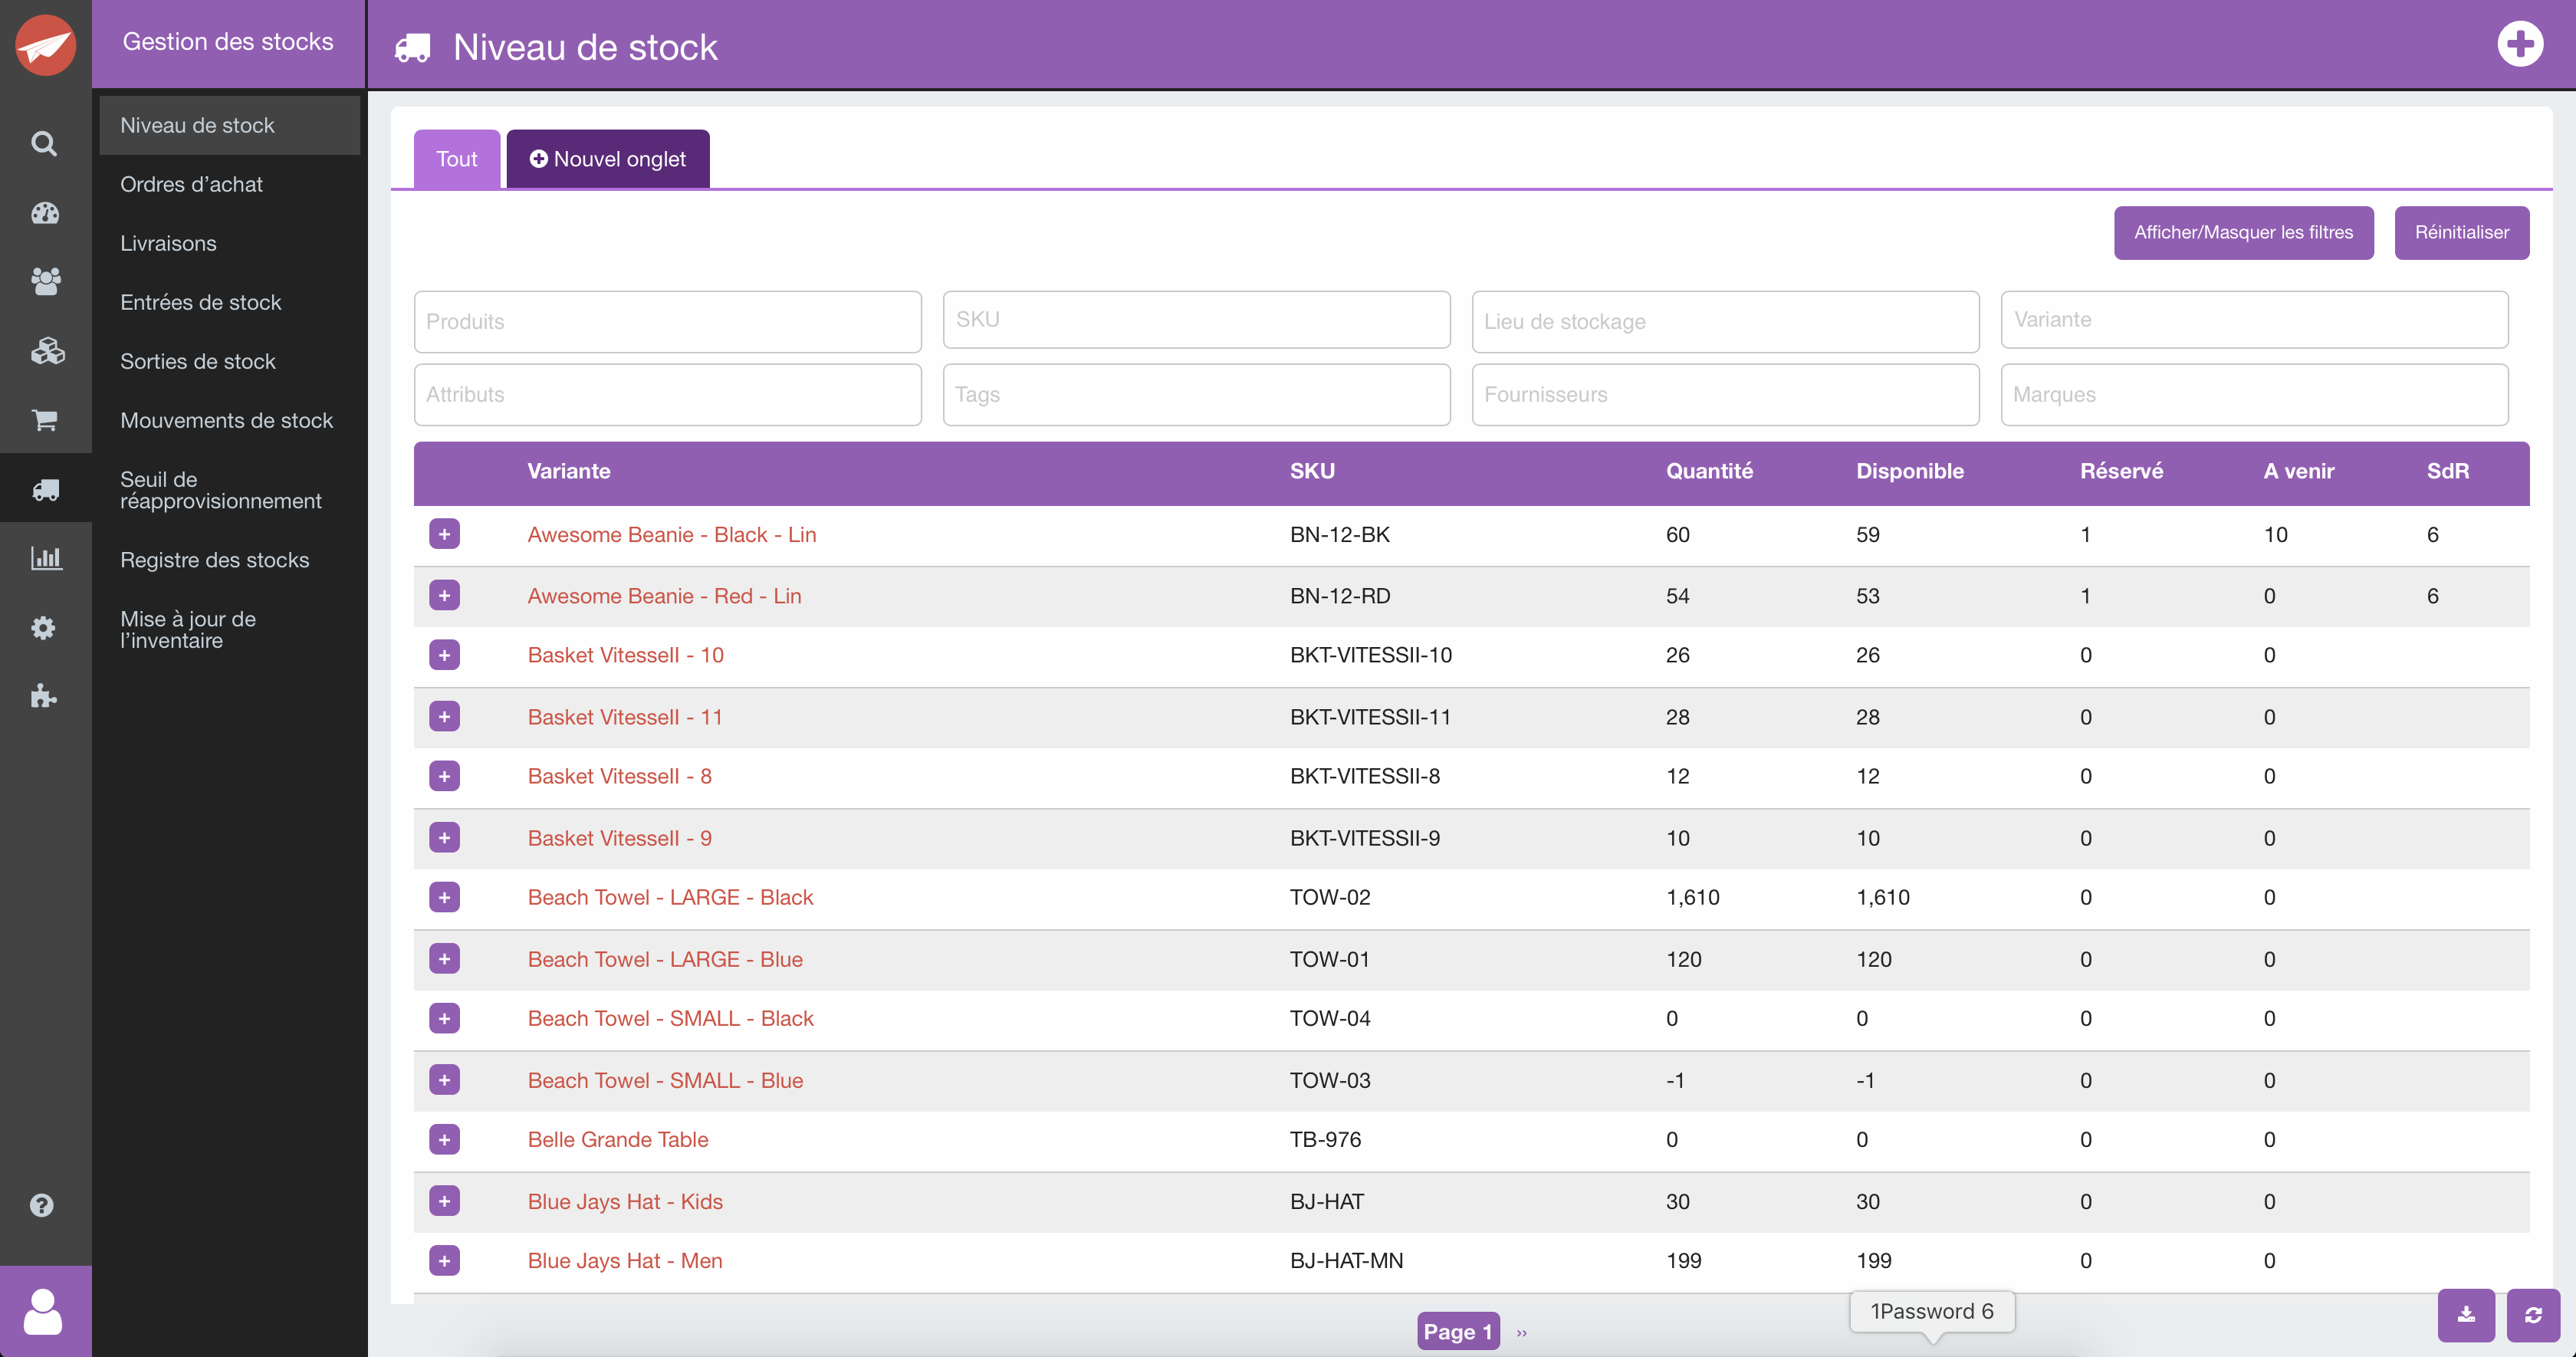 Gestion des stocks
Niveau de stock
Niveau de stock
Ordres d’achat
Livraisons
Entrées de stock
Sorties de stock
Mouvements de stock
Seuil de
réapprovisionnement
Registre des stocks
Mise à jour de
l’inventaire
Tout
Nouvel onglet
Afficher/Masquer les filtres
Réinitialiser
Produits
SKU
Lieu de stockage
Variante
Attributs
Tags
Fournisseurs
Marques
Variante SKU Quantité Disponible Réservé A venir SdR
Awesome Beanie - Black - Lin BN-12-BK 60 59 1 10 6
Awesome Beanie - Red - Lin BN-12-RD 54 53 1 0 6
Basket VitesseII - 10 BKT-VITESSII-10 26 26 0 0
Basket VitesseII - 11 BKT-VITESSII-11 28 28 0 0
Basket VitesseII - 8 BKT-VITESSII-8 12 12 0 0
Basket VitesseII - 9 BKT-VITESSII-9 10 10 0 0
Beach Towel - LARGE - Black TOW-02 1,610 1,610 0 0
Beach Towel - LARGE - Blue TOW-01 120 120 0 0
Beach Towel - SMALL - Black TOW-04 0 0 0 0
Beach Towel - SMALL - Blue TOW-03 -1 -1 0 0
Belle Grande Table TB-976 0 0 0 0
Blue Jays Hat - Kids BJ-HAT 30 30 0 0
Blue Jays Hat - Men BJ-HAT-MN 199 199 0 0
Page 1 ››
1Password 6